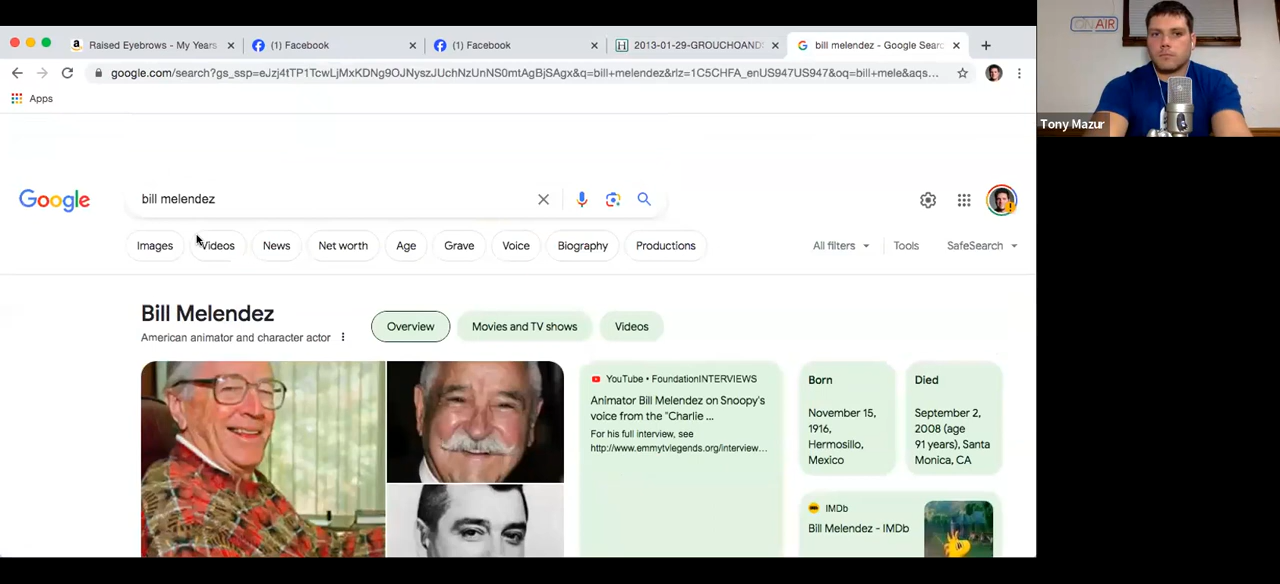 ON AIR
a Raised Eyebrows - My Years
(1) Facebook
(1) Facebook
H 2013-01-29-GROUCHOAND
G bill melendez - Google Sear
google.com/search?gs_ssp=eJzj4tTP1TcwLjMxKDNg9OJNyszJUchNzUnNS0mtAgBjSAgx&q=bill+melendez&rlz=1C5CHFA_enUS947US947&oq=bill+mele&aqs...
Apps
Tony Mazur
Google
bill melendez
Images
Videos
News
Net worth
Age
Grave
Voice
Biography
Productions
All filters
Tools
SafeSearch
Bill Melendez
American animator and character actor
Overview
Movies and TV shows
Videos
YouTube • FoundationINTERVIEWS
Animator Bill Melendez on Snoopy's
voice from the "Charlie ...
For his full interview, see
http://www.emmytvlegends.org/interview...
Born
November 15,
1916,
Hermosillo,
Mexico
Died
September 2,
2008 (age
91 years), Santa
Monica, CA
IMDb
Bill Melendez - IMDb